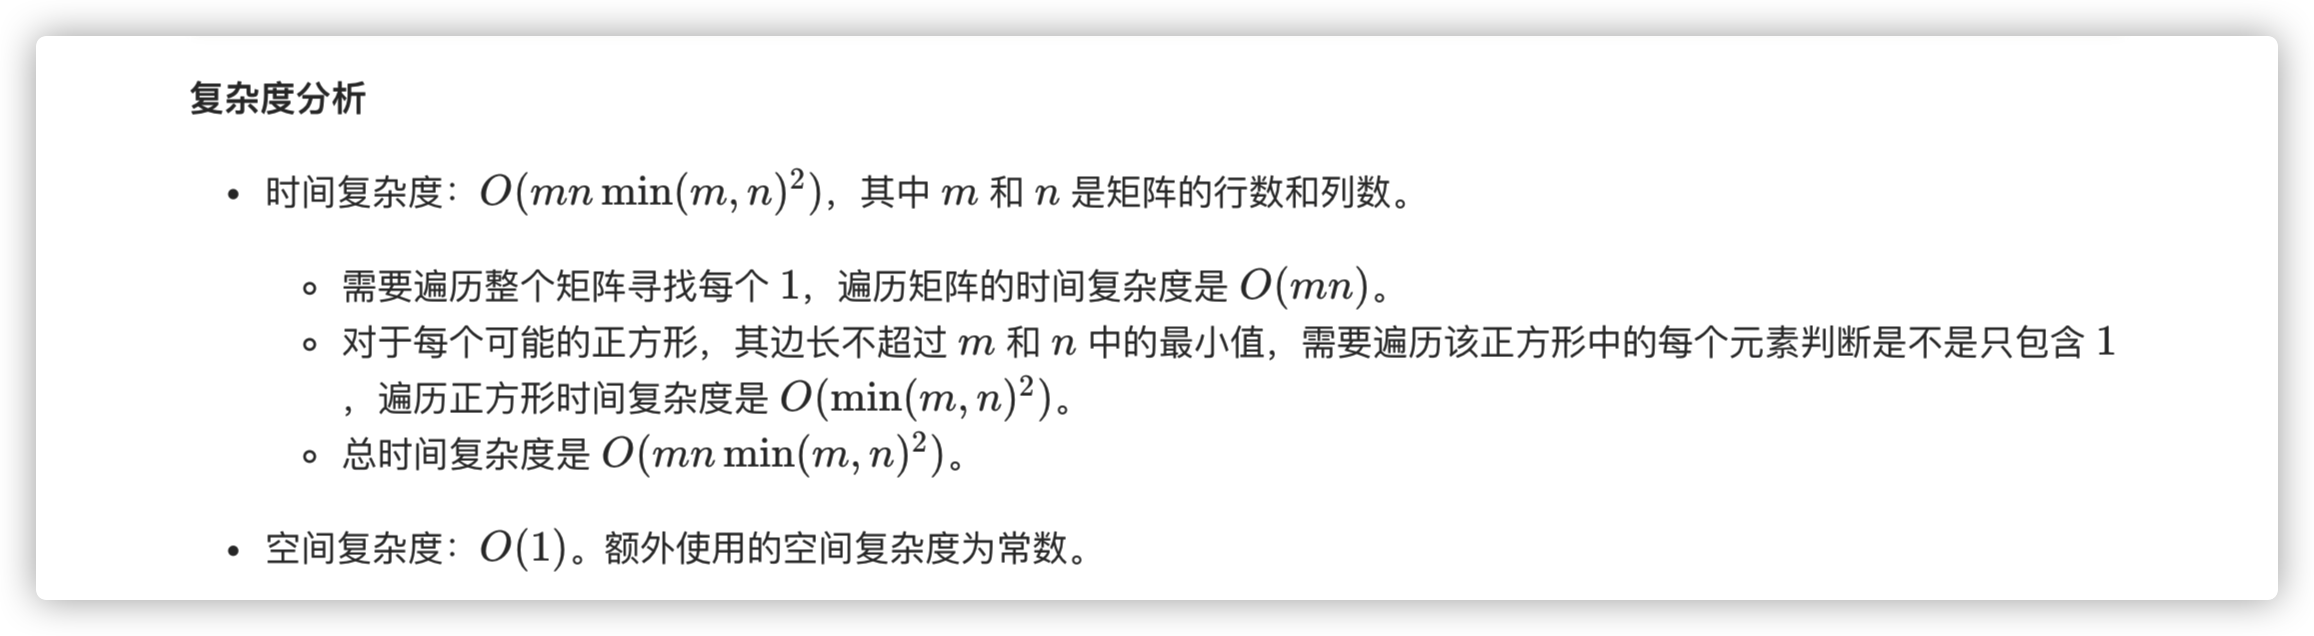 复杂度分析
• 时间复杂度：O(mn min(m, n)²)，其中 m 和 n 是矩阵的行数和列数。
◦ 需要遍历整个矩阵寻找每个 1，遍历矩阵的时间复杂度是 O(mn)。
◦ 对于每个可能的正方形，其边长不超过 m 和 n 中的最小值，需要遍历该正方形中的每个元素判断是不是只包含 1
，遍历正方形时间复杂度是 O(min(m, n)²)。
◦ 总时间复杂度是 O(mn min(m, n)²)。
• 空间复杂度：O(1)。额外使用的空间复杂度为常数。